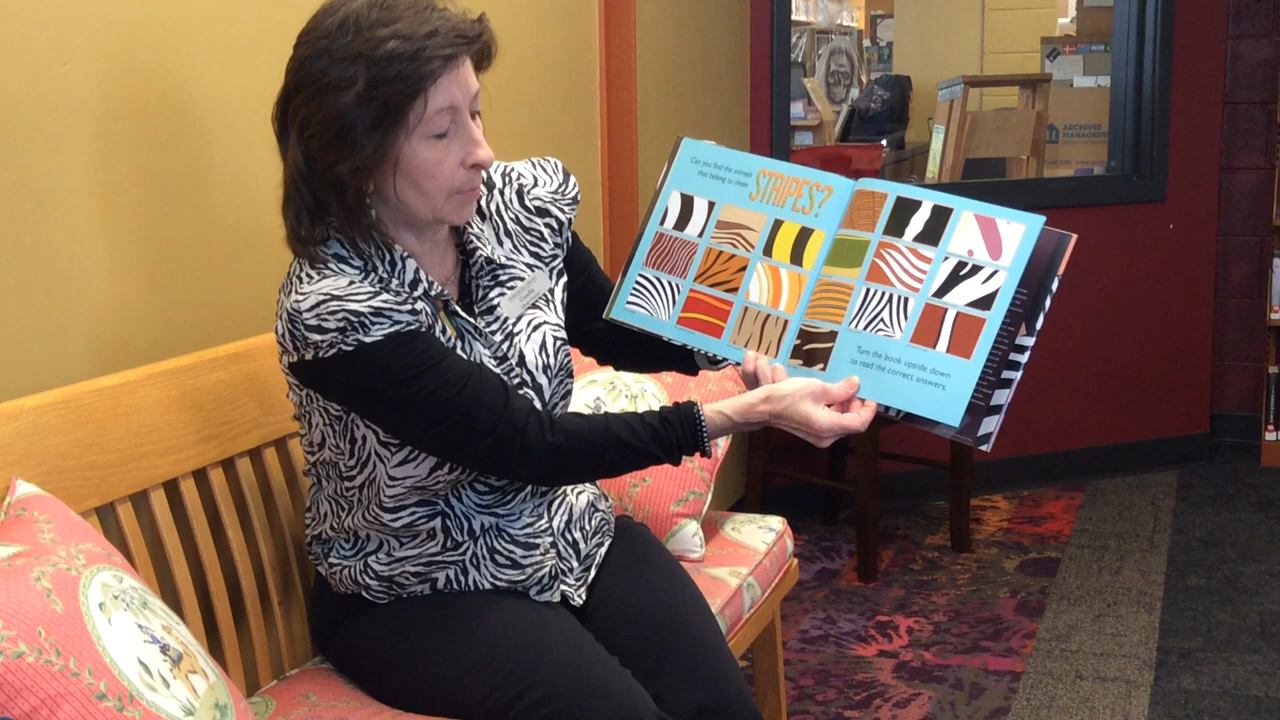 Can you find the animals
that belong to these
STRIPES?
Turn the book upside down
to read the correct answers.
ARCHIVES
MANAGEM